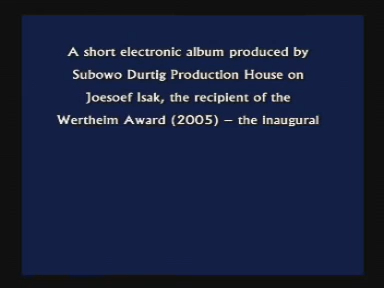 A short electronic album produced by
Subowo Durtig Production House on
Joesoef Isak, the recipient of the
Wertheim Award (2005) – the inaugural